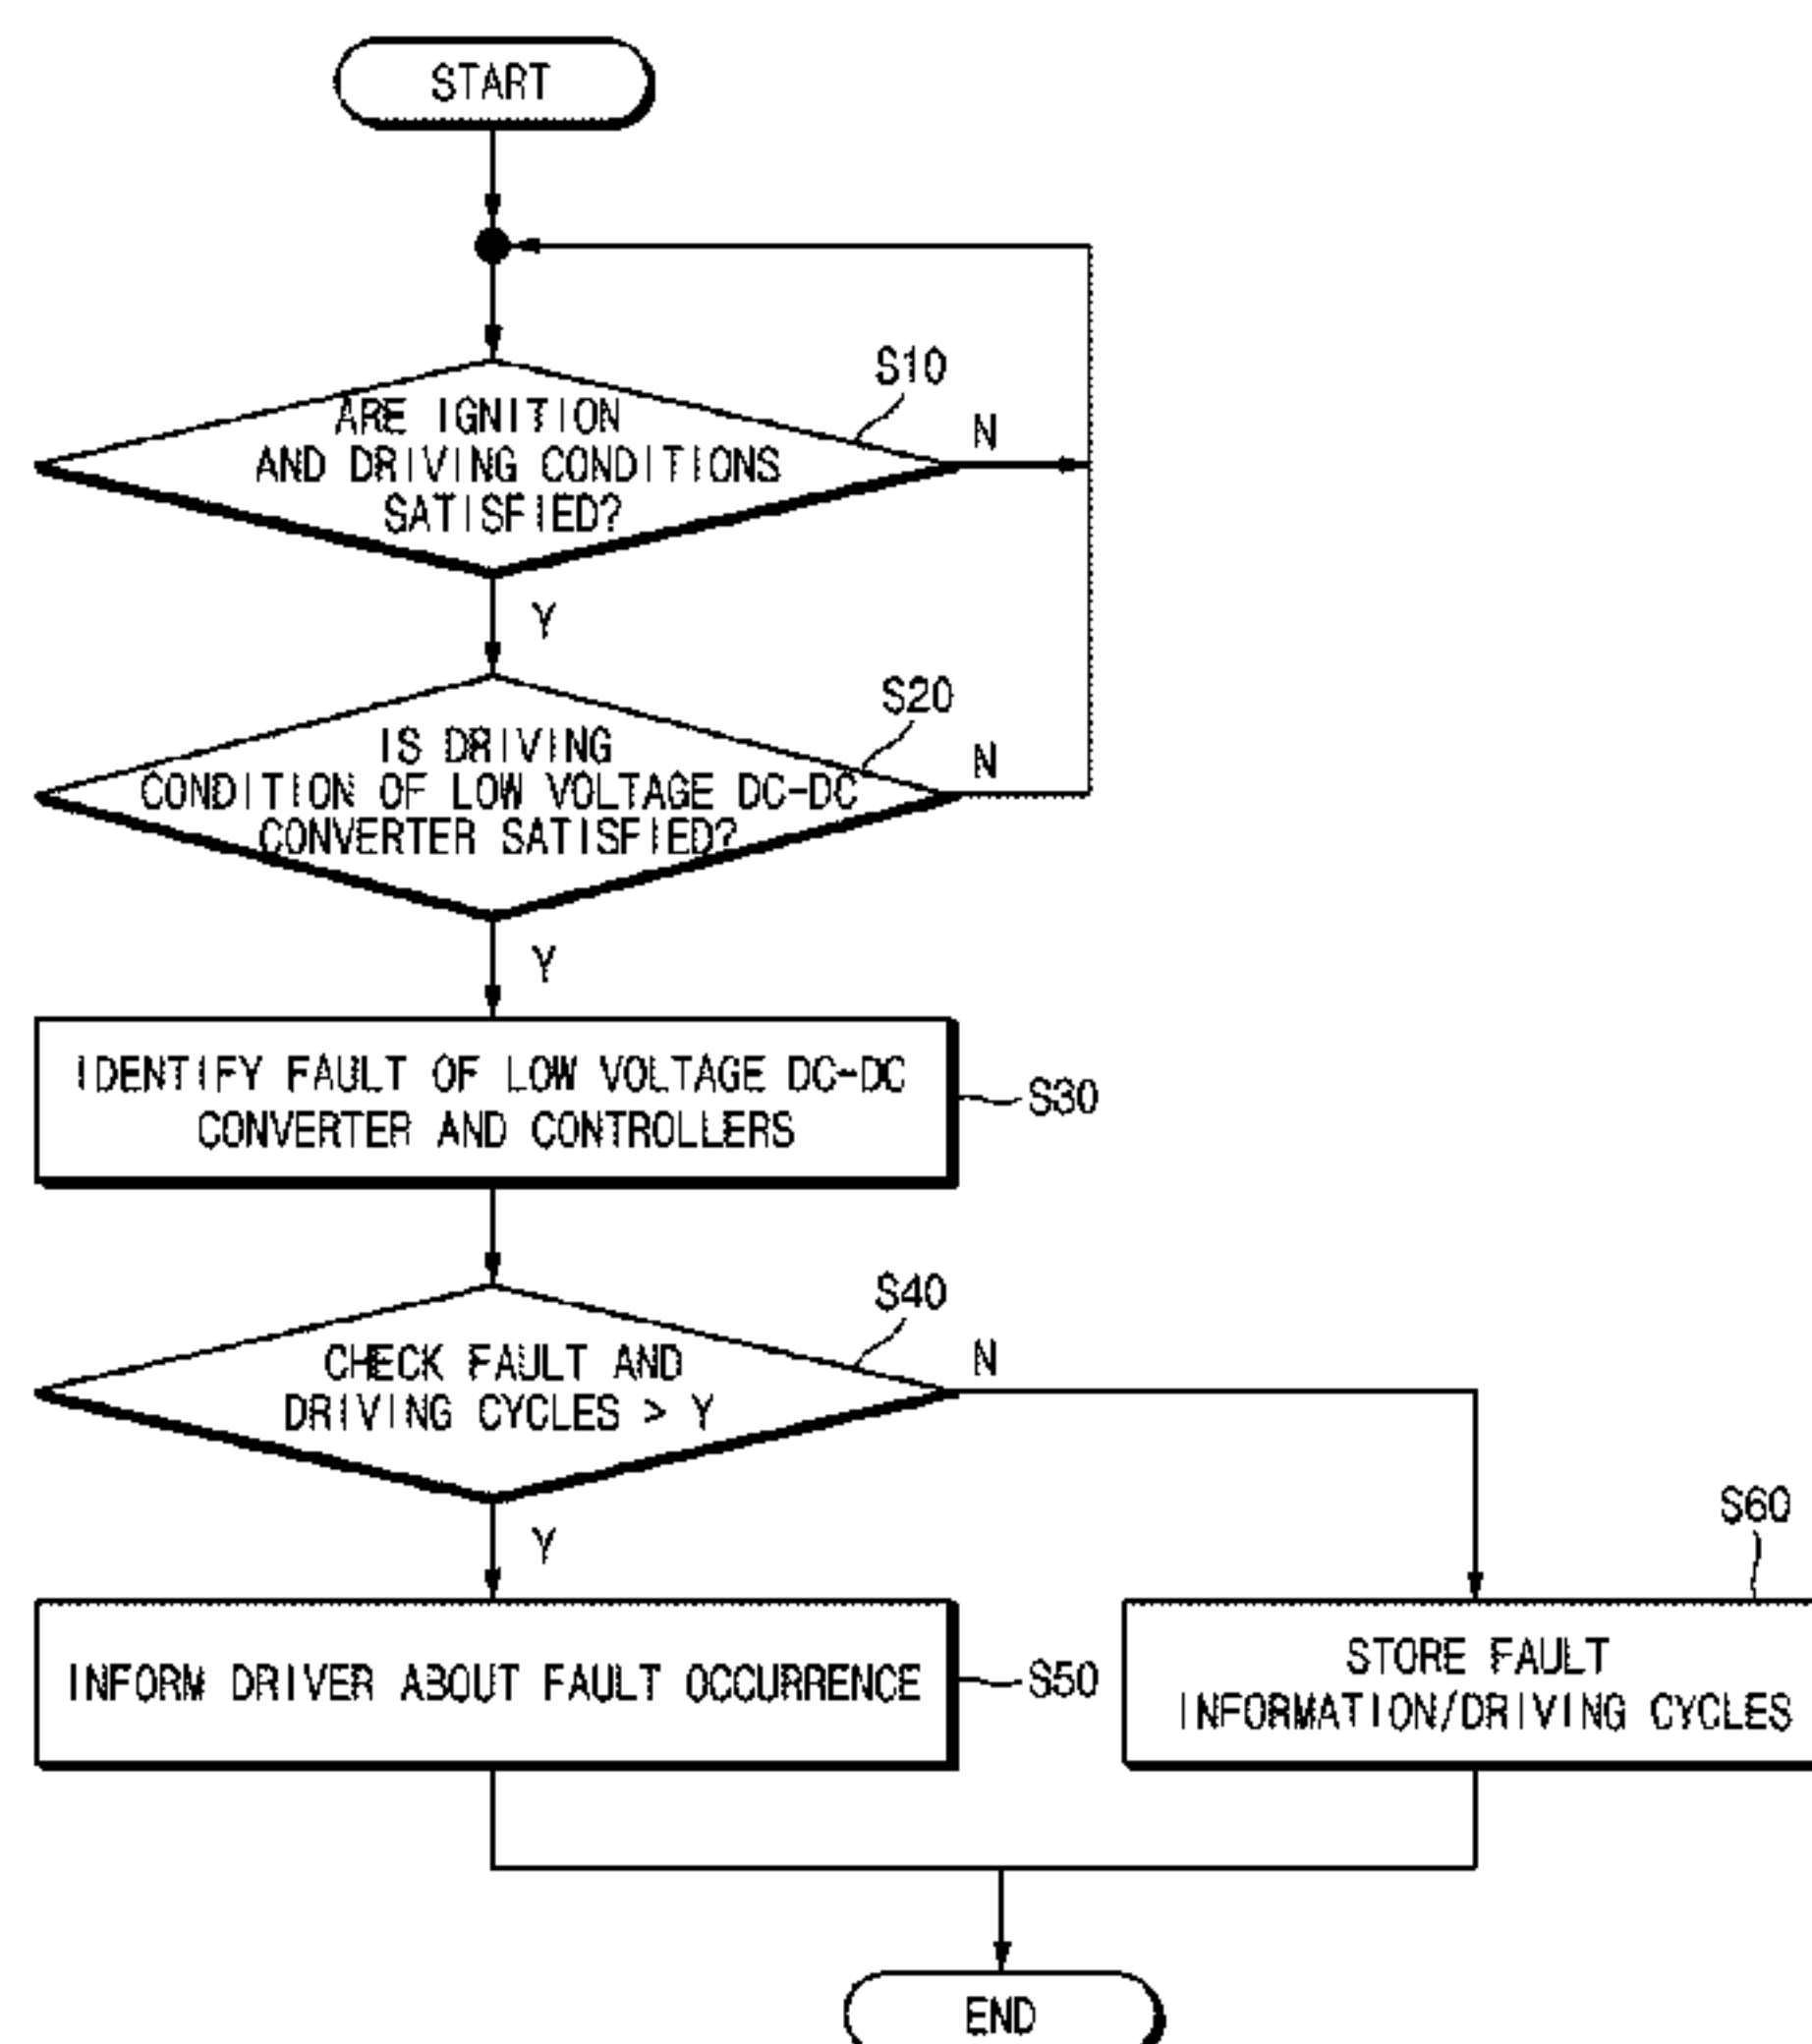 START
S10
ARE IGNITION
AND DRIVING CONDITIONS
SATISFIED?
N
Y
S20
IS DRIVING
CONDITION OF LOW VOLTAGE DC-DC
CONVERTER SATISFIED?
N
Y
IDENTIFY FAULT OF LOW VOLTAGE DC-DC
CONVERTER AND CONTROLLERS
S30
S40
CHECK FAULT AND
DRIVING CYCLES > Y
N
Y
S60
INFORM DRIVER ABOUT FAULT OCCURRENCE
S50
STORE FAULT
INFORMATION/DRIVING CYCLES
END